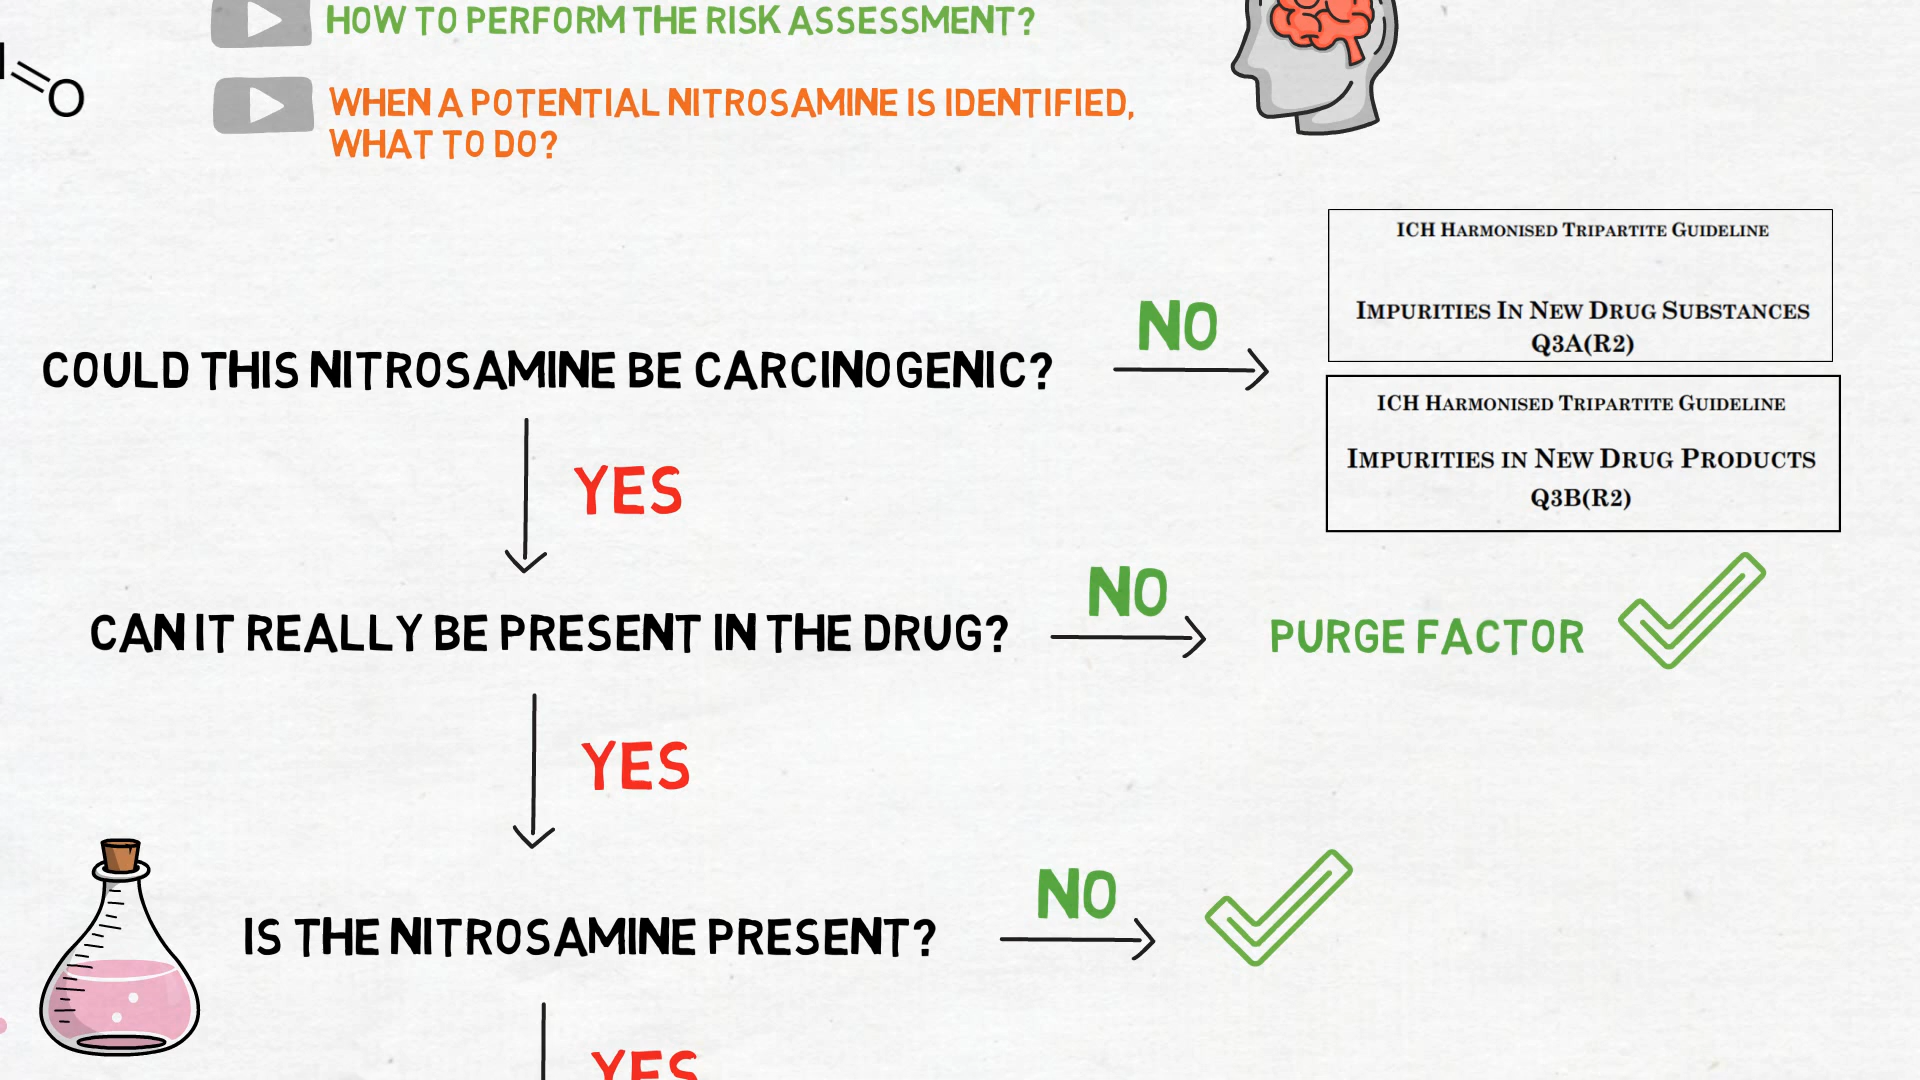 HOW TO PERFORM THE RISK ASSESSMENT?
O
WHEN A POTENTIAL NITROSAMINE IS IDENTIFIED,
WHAT TO DO?
ICH HARMONISED TRIPARTITE GUIDELINE
IMPURITIES IN NEW DRUG SUBSTANCES
Q3A(R2)
NO
COULD THIS NITROSAMINE BE CARCINOGENIC?
ICH HARMONISED TRIPARTITE GUIDELINE
IMPURITIES IN NEW DRUG PRODUCTS
Q3B(R2)
YES
NO
CAN IT REALLY BE PRESENT IN THE DRUG?
PURGE FACTOR
YES
NO
IS THE NITROSAMINE PRESENT?
YES